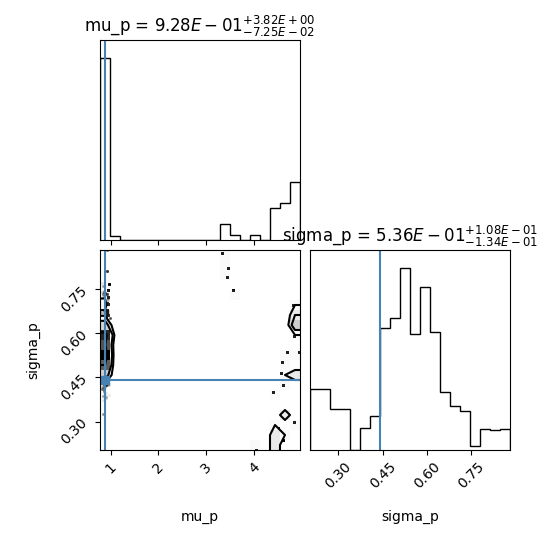 mu_p = 9.28E − 01+3.82E + 00 −7.25E − 02
sigma_p = 5.36E − 01+1.08E − 01 −1.34E − 01
sigma_p
0.75
0.60
0.45
0.30
1 2 3 4
0.30 0.45 0.60 0.75
mu_p
sigma_p